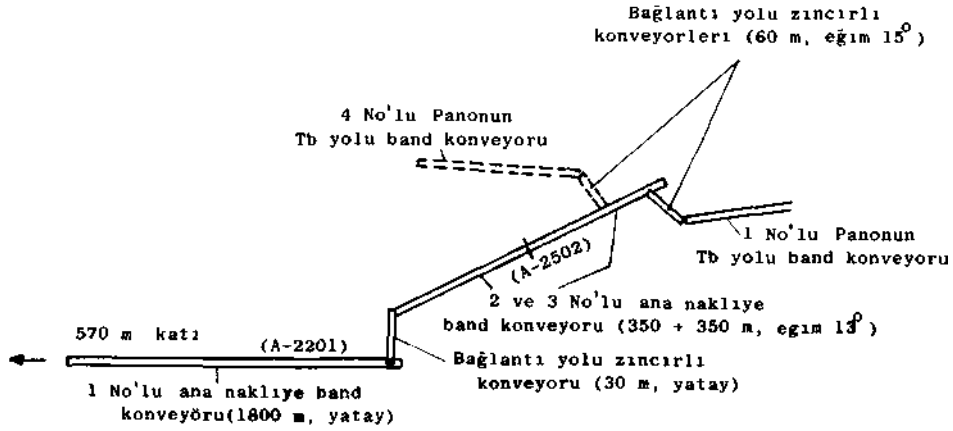 Bağlantı yolu zıncırlı
konveyorlerı (60 m, eğım 15°)
4 No'lu Panonun
Tb yolu band konveyoru
1 No'lu Panonun
Tb yolu band konveyoru
(A-2502)
2 ve 3 No'lu ana naklıye
band konveyoru (350 + 350 m, egım 13°)
570 m katı
(A-2201)
Bağlantı yolu zıncırlı
konveyoru (30 m, yatay)
1 No'lu ana naklıye band
konveyöru(1800 m, yatay)